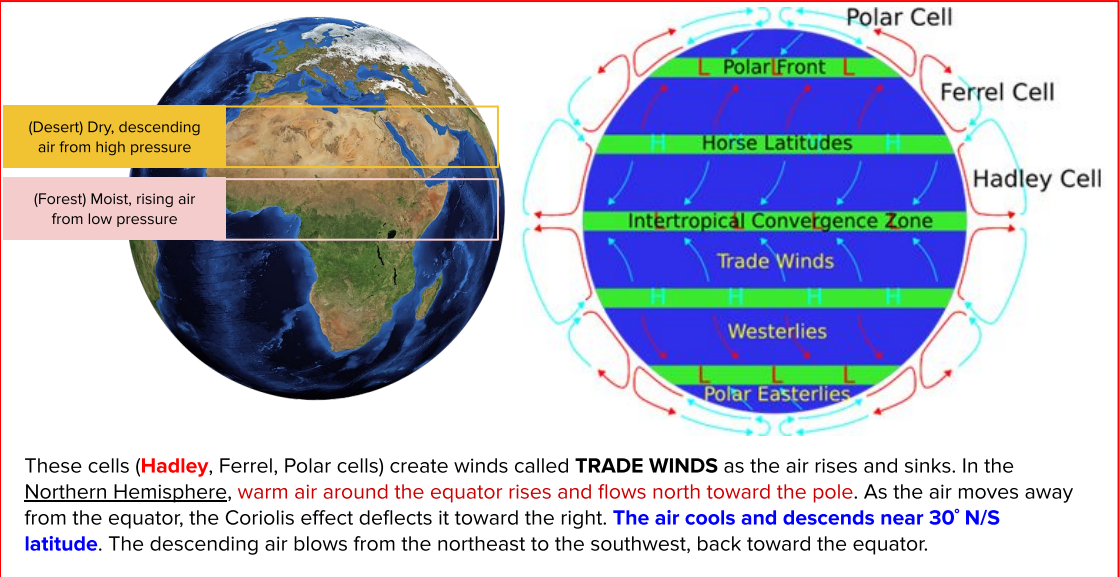 (Desert) Dry, descending
air from high pressure
(Forest) Moist, rising air
from low pressure
Polar Cell
L Polar Front L L
Ferrel Cell
H Horse Latitudes H
Hadley Cell
Intertropical Convergence Zone
Trade Winds
H H H H
Westerlies
L L L
Polar Easterlies
These cells (Hadley, Ferrel, Polar cells) create winds called TRADE WINDS as the air rises and sinks. In the
Northern Hemisphere, warm air around the equator rises and flows north toward the pole. As the air moves away
from the equator, the Coriolis effect deflects it toward the right. The air cools and descends near 30˚ N/S
latitude. The descending air blows from the northeast to the southwest, back toward the equator.